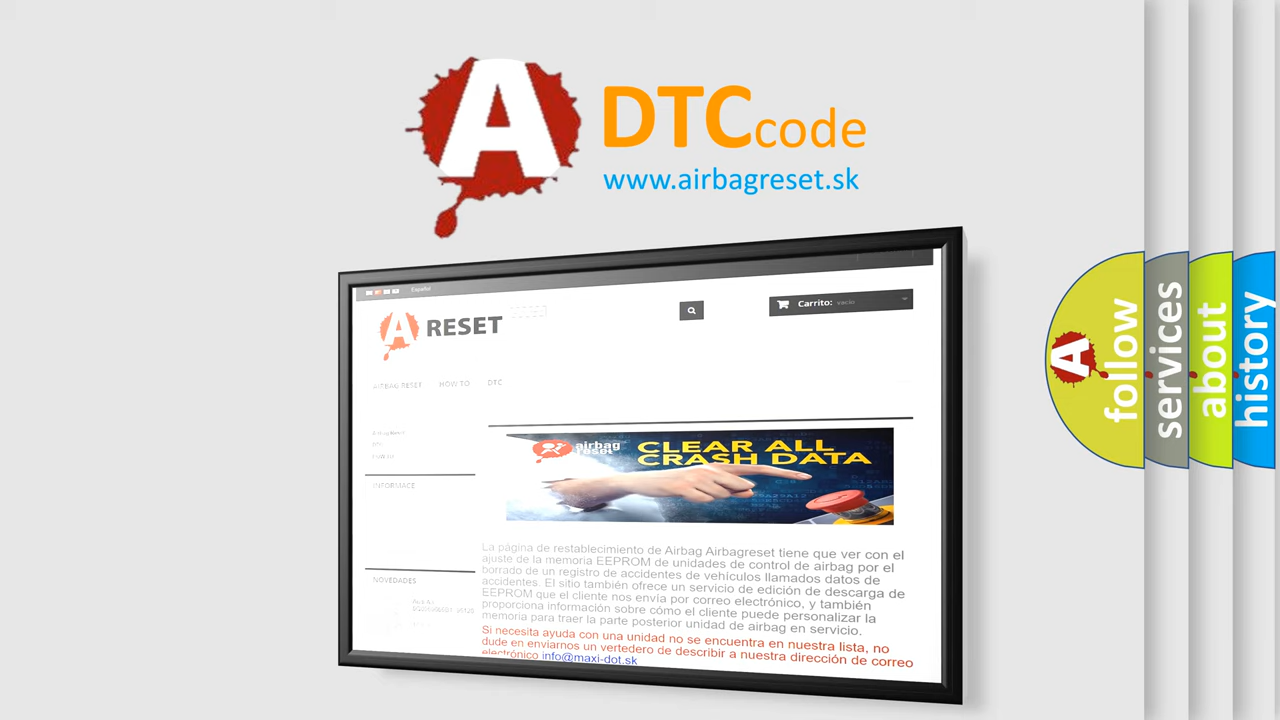 A DTCcode
www.airbagreset.sk
Español
A RESET
Carrito: vacío
AIRBAG RESET HOW TO DTC
INFORMACE
airbag
reset
CLEAR ALL
CRASH DATA
La página de restablecimiento de Airbag Airbagreset tiene que ver con el
ajuste de la memoria EEPROM de unidades de control de airbag por el
borrado de un registro de accidentes de vehículos llamados datos de
accidentes. El sitio también ofrece un servicio de edición de descarga de
EEPROM que el cliente nos envía por correo electrónico, y también
proporciona información sobre cómo el cliente puede personalizar la
memoria para traer la parte posterior unidad de airbag en servicio.
Si necesita ayuda con una unidad no se encuentra en nuestra lista, no
dude en enviarnos un vertedero de describir a nuestra dirección de correo
electrónico info@maxi-dot.sk
NOVEDADES
A follow
services
about
history